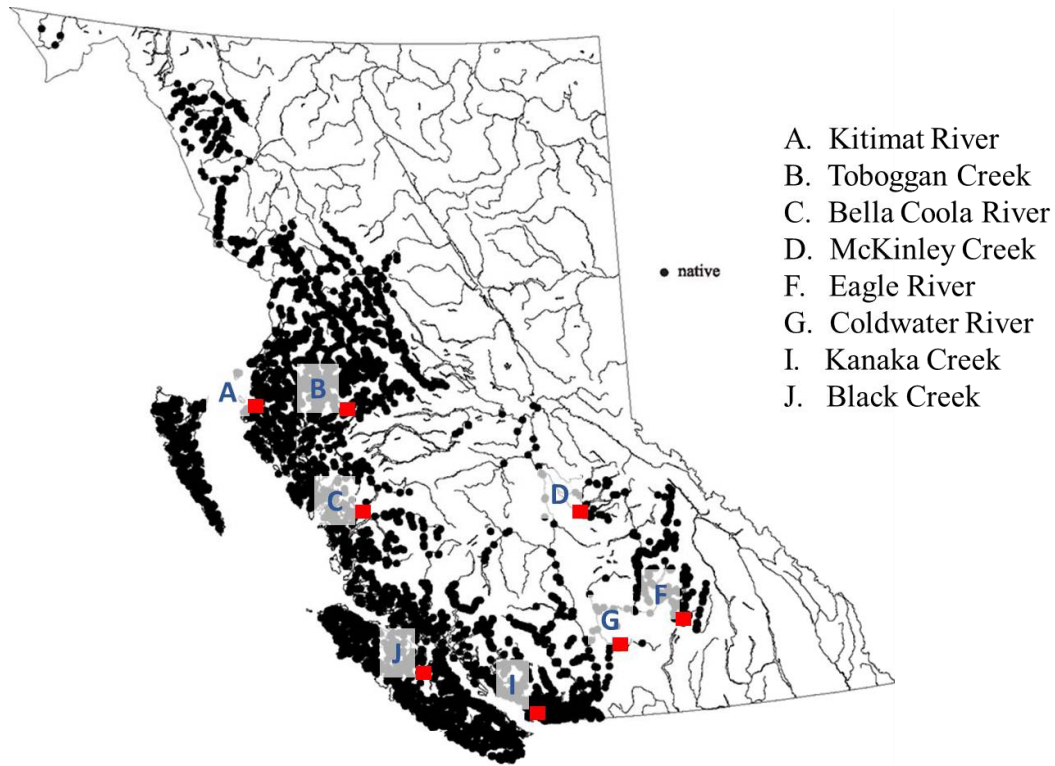 A. Kitimat River
B. Toboggan Creek
C. Bella Coola River
D. McKinley Creek
F. Eagle River
G. Coldwater River
I. Kanaka Creek
J. Black Creek
native
A
B
C
D
F
G
J
I